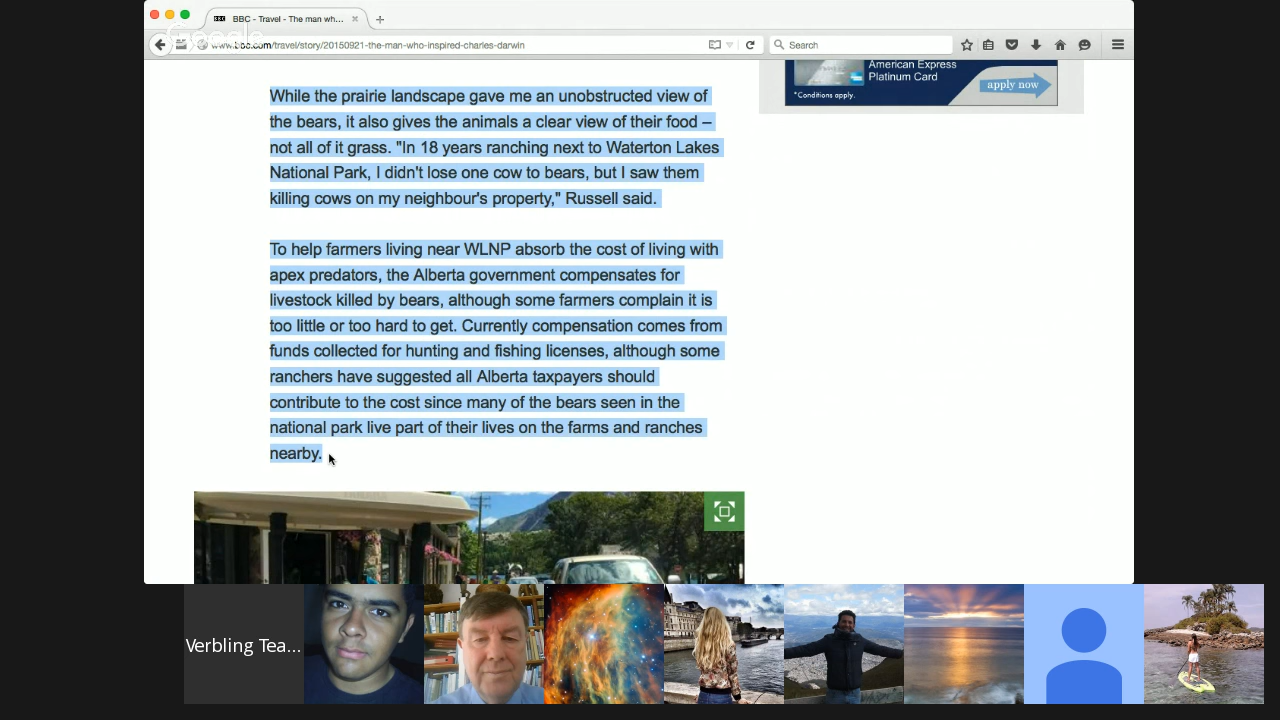 BBC - Travel - The man wh...
Google
www.bbc.com/travel/story/20150921-the-man-who-inspired-charles-darwin
Search
American Express
Platinum Card
apply now
*Conditions apply.
While the prairie landscape gave me an unobstructed view of
the bears, it also gives the animals a clear view of their food –
not all of it grass. "In 18 years ranching next to Waterton Lakes
National Park, I didn't lose one cow to bears, but I saw them
killing cows on my neighbour's property," Russell said.
To help farmers living near WLNP absorb the cost of living with
apex predators, the Alberta government compensates for
livestock killed by bears, although some farmers complain it is
too little or too hard to get. Currently compensation comes from
funds collected for hunting and fishing licenses, although some
ranchers have suggested all Alberta taxpayers should
contribute to the cost since many of the bears seen in the
national park live part of their lives on the farms and ranches
nearby.
Verbling Tea...